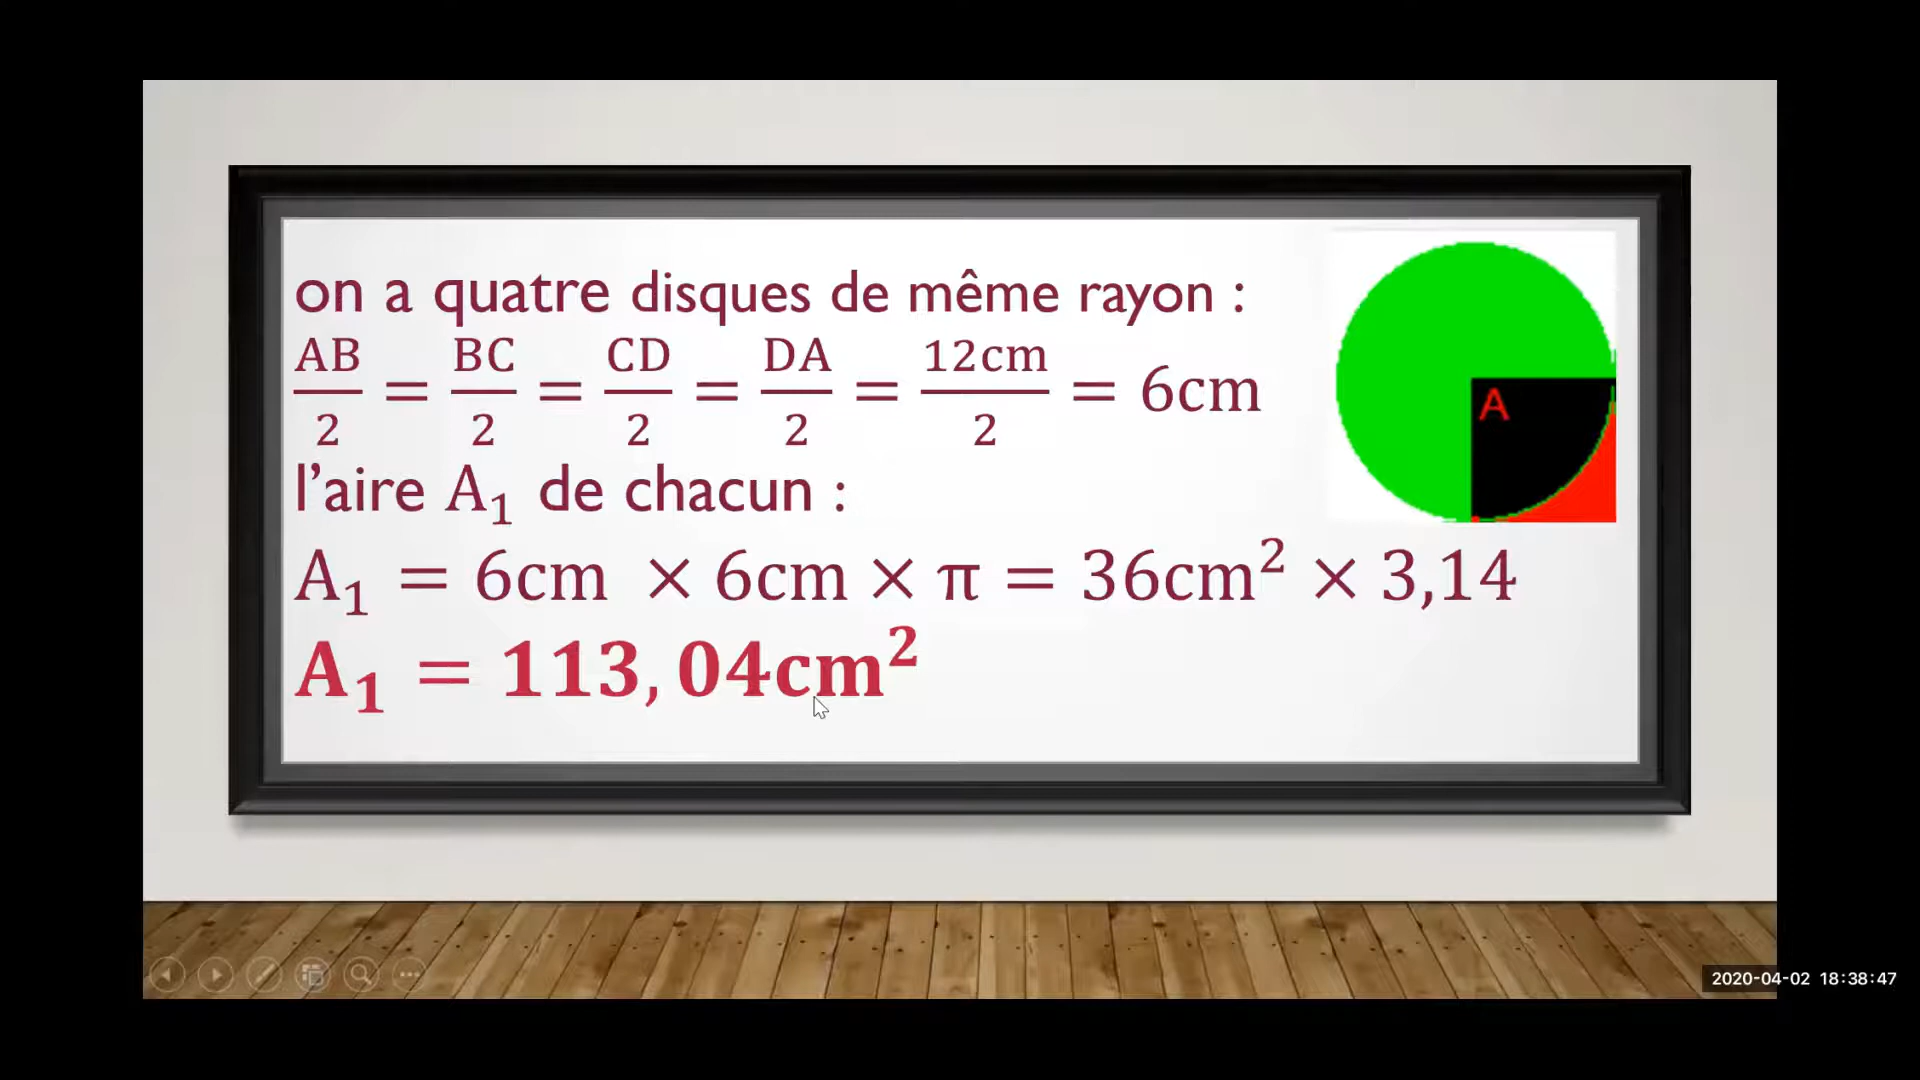 on a quatre disques de même rayon :
AB/2 = BC/2 = CD/2 = DA/2 = 12cm/2 = 6cm
l’aire A₁ de chacun :
A₁ = 6cm × 6cm × π = 36cm² × 3,14
A₁ = 113,04cm²
A
2020-04-02 18:38:47